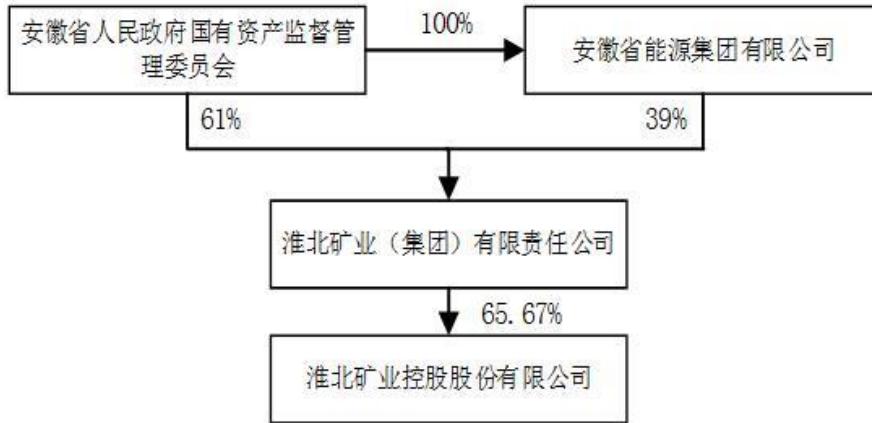 安徽省人民政府国有资产监督管
理委员会
100%
安徽省能源集团有限公司
61%
39%
淮北矿业（集团）有限责任公司
65.67%
淮北矿业控股股份有限公司